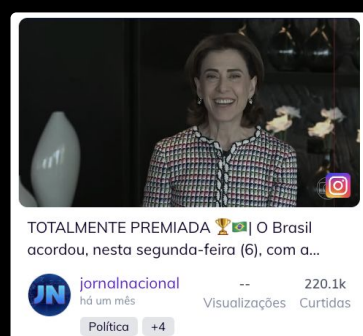 TOTALMENTE PREMIADA 🏆🇧🇷| O Brasil
acordou, nesta segunda-feira (6), com a...
JN
jornalnacional
há um mês
--
Visualizações
220.1k
Curtidas
Política
+4